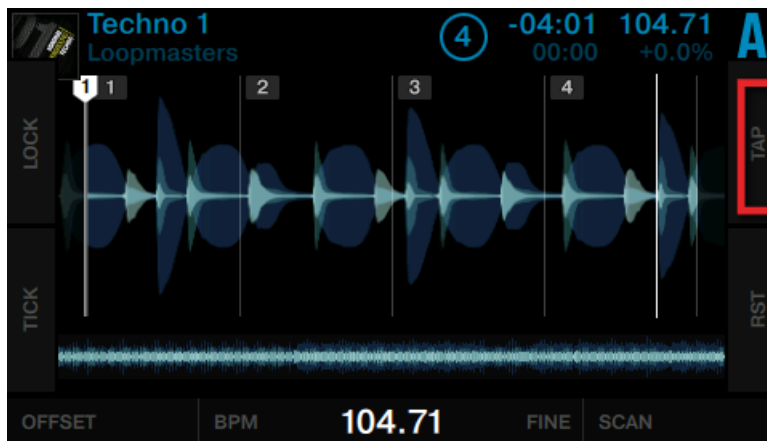 Techno 1
Loopmasters
4
-04:01
00:00
104.71
+0.0%
A
LOCK
TICK
1
1
2
3
4
TAP
RST
OFFSET
BPM
104.71
FINE
SCAN